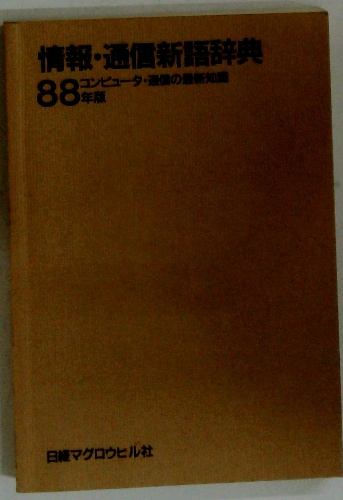 情報・通信新語辞典
88年版
コンピュータ・通信の最新知識
日経マグロウヒル社